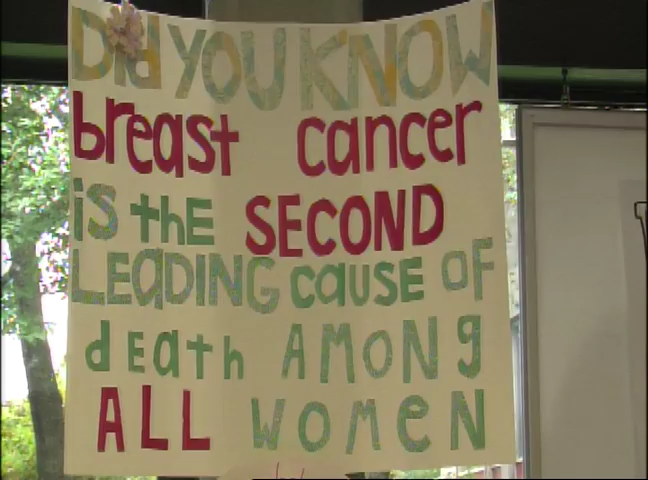 DId YOU KNOW
breast cancer
is thE SECOND
LEaDING cause OF
dEath AMONg
ALL WOMeN